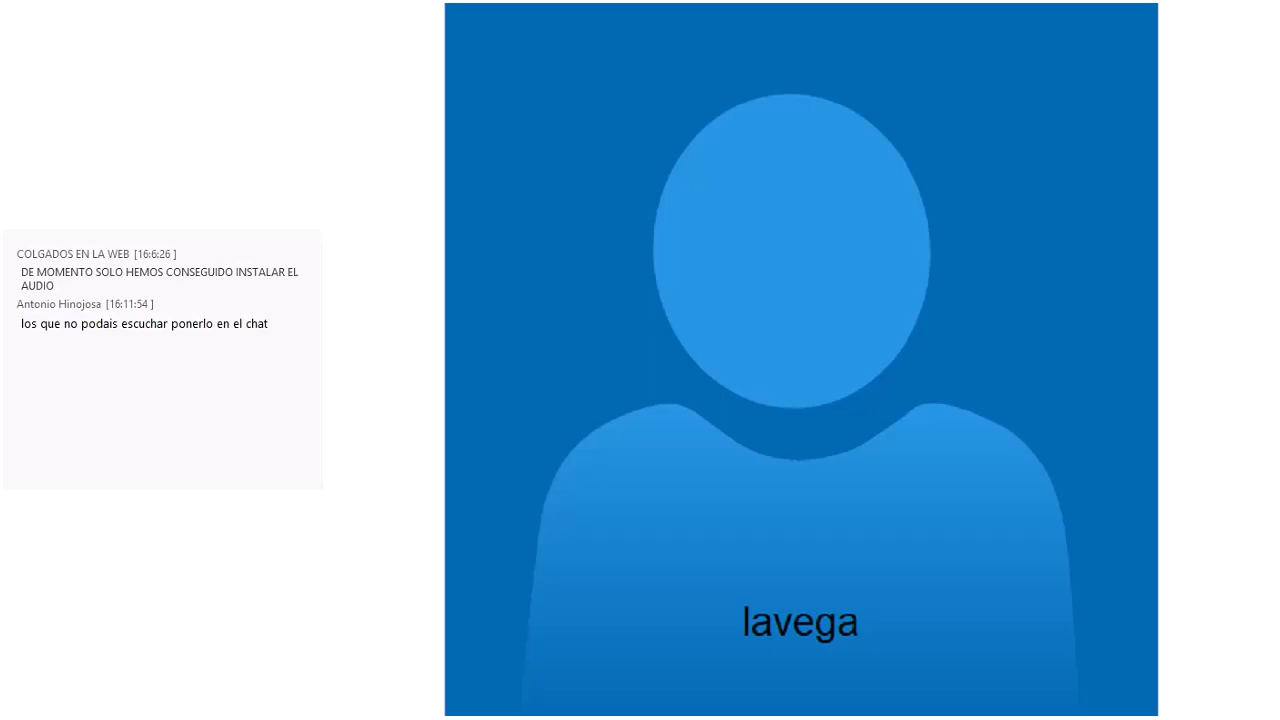 COLGADOS EN LA WEB [16:6:26 ]
DE MOMENTO SOLO HEMOS CONSEGUIDO INSTALAR EL
AUDIO
Antonio Hinojosa [16:11:54 ]
los que no podais escuchar ponerlo en el chat
lavega